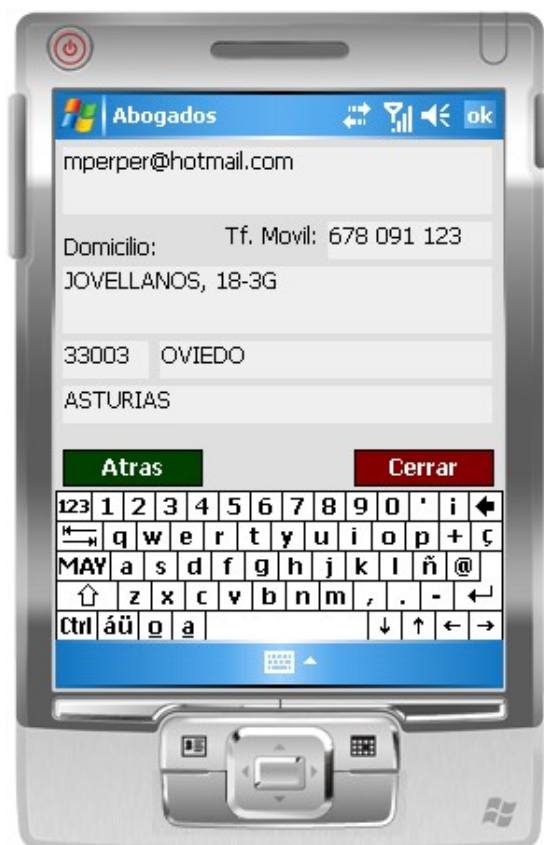 Abogados ok
mperper@hotmail.com
Domicilio: Tf. Movil: 678 091 123
JOVELLANOS, 18-3G
33003 OVIEDO
ASTURIAS
Atras Cerrar
123 1 2 3 4 5 6 7 8 9 0 ' ¡
q w e r t y u i o p + ç
MAY a s d f g h j k l ñ @
z x c v b n m , . -
Ctrl áü º ª ↓ ↑ ← →